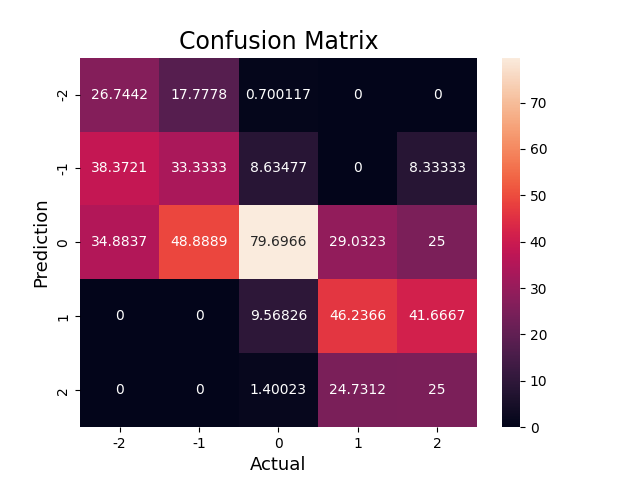 Confusion Matrix
-2 26.7442 17.7778 0.700117 0 0
-1 38.3721 33.3333 8.63477 0 8.33333
0 34.8837 48.8889 79.6966 29.0323 25
1 0 0 9.56826 46.2366 41.6667
2 0 0 1.40023 24.7312 25
-2 -1 0 1 2
Prediction
Actual
70
60
50
40
30
20
10
0